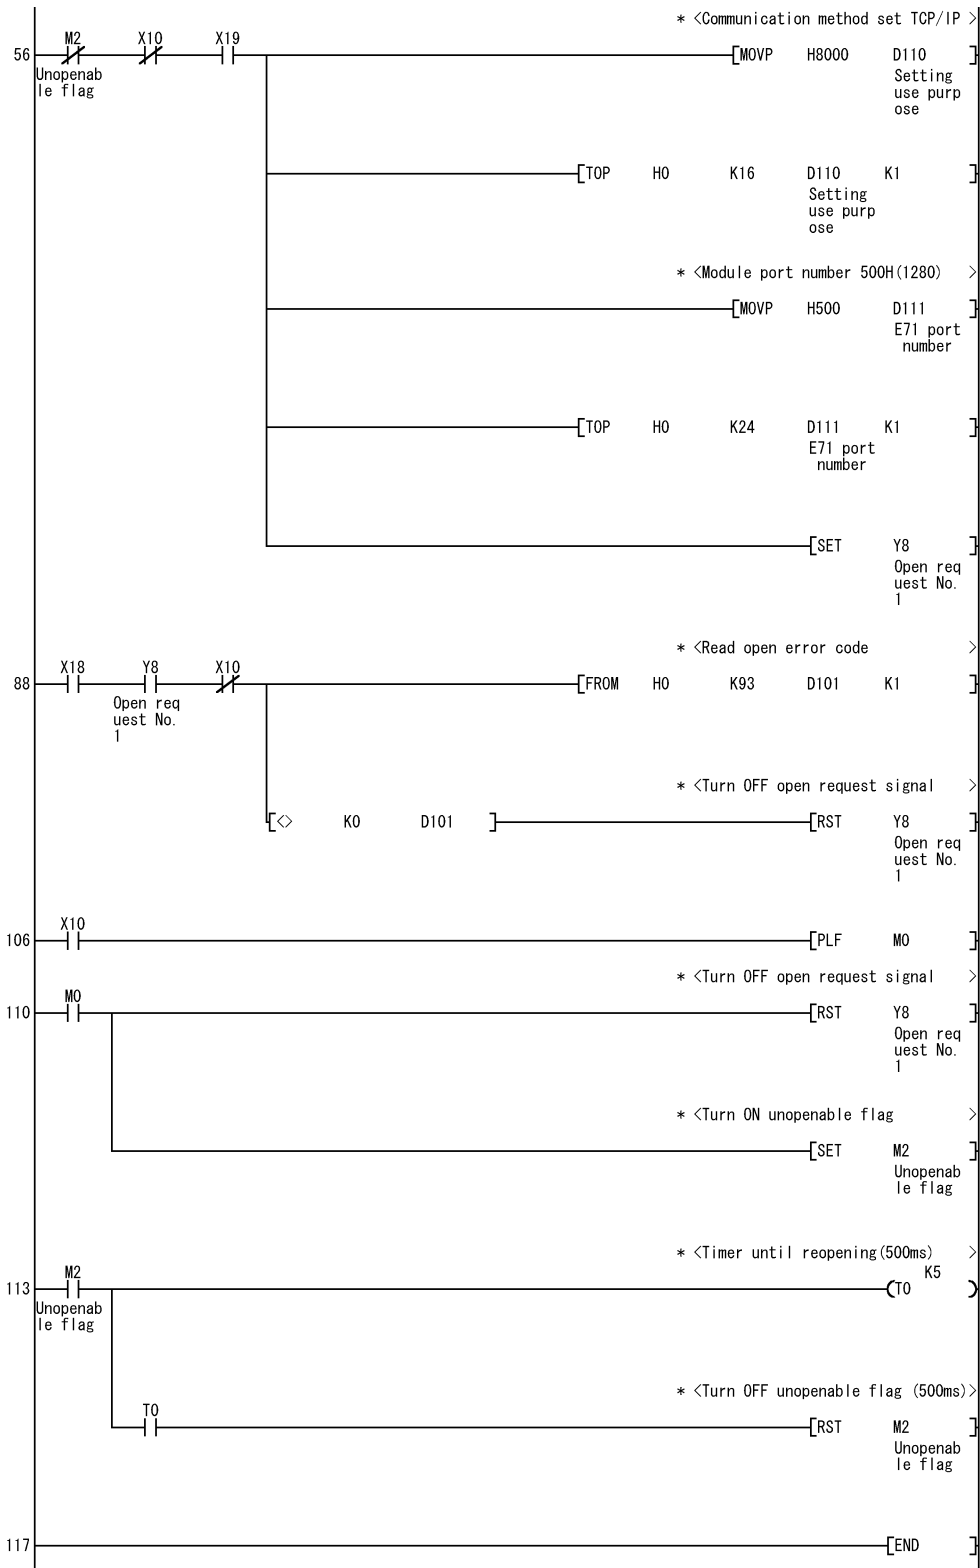 * <Communication method set TCP/IP >
M2 X10 X19
56 [MOVP H8000 D110 ]
Unopenab
le flag
Setting
use purp
ose
[TOP H0 K16 D110 K1 ]
Setting
use purp
ose
* <Module port number 500H(1280) >
[MOVP H500 D111 ]
E71 port
number
[TOP H0 K24 D111 K1 ]
E71 port
number
[SET Y8 ]
Open req
uest No.
1
* <Read open error code >
X18 Y8 X10
88 [FROM H0 K93 D101 K1 ]
Open req
uest No.
1
* <Turn OFF open request signal >
[<> K0 D101 ] [RST Y8 ]
Open req
uest No.
1
X10
106 [PLF M0 ]
* <Turn OFF open request signal >
M0
110 [RST Y8 ]
Open req
uest No.
1
* <Turn ON unopenable flag >
[SET M2 ]
Unopenab
le flag
* <Timer until reopening(500ms) >
M2 K5
113 (T0 )
Unopenab
le flag
* <Turn OFF unopenable flag (500ms)>
T0
[RST M2 ]
Unopenab
le flag
117 [END ]